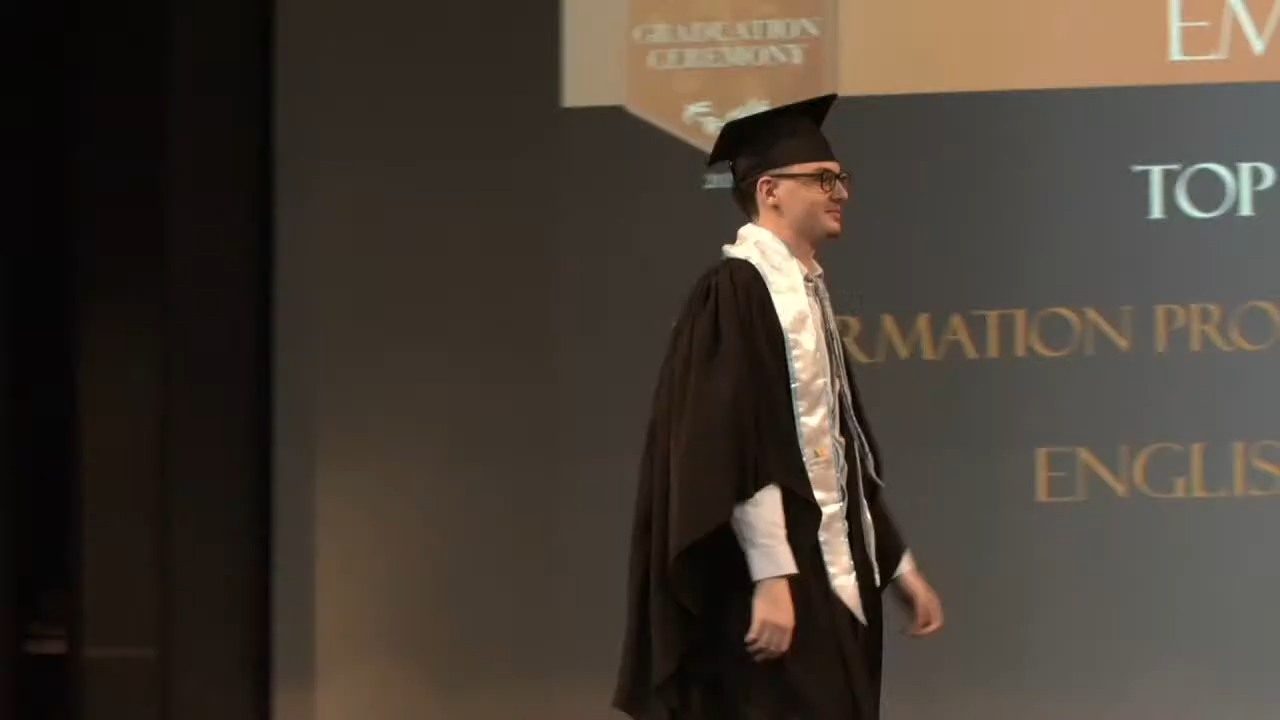 GRADUATION
CEREMONY
EM
TOP
RMATION PRO
ENGLIS